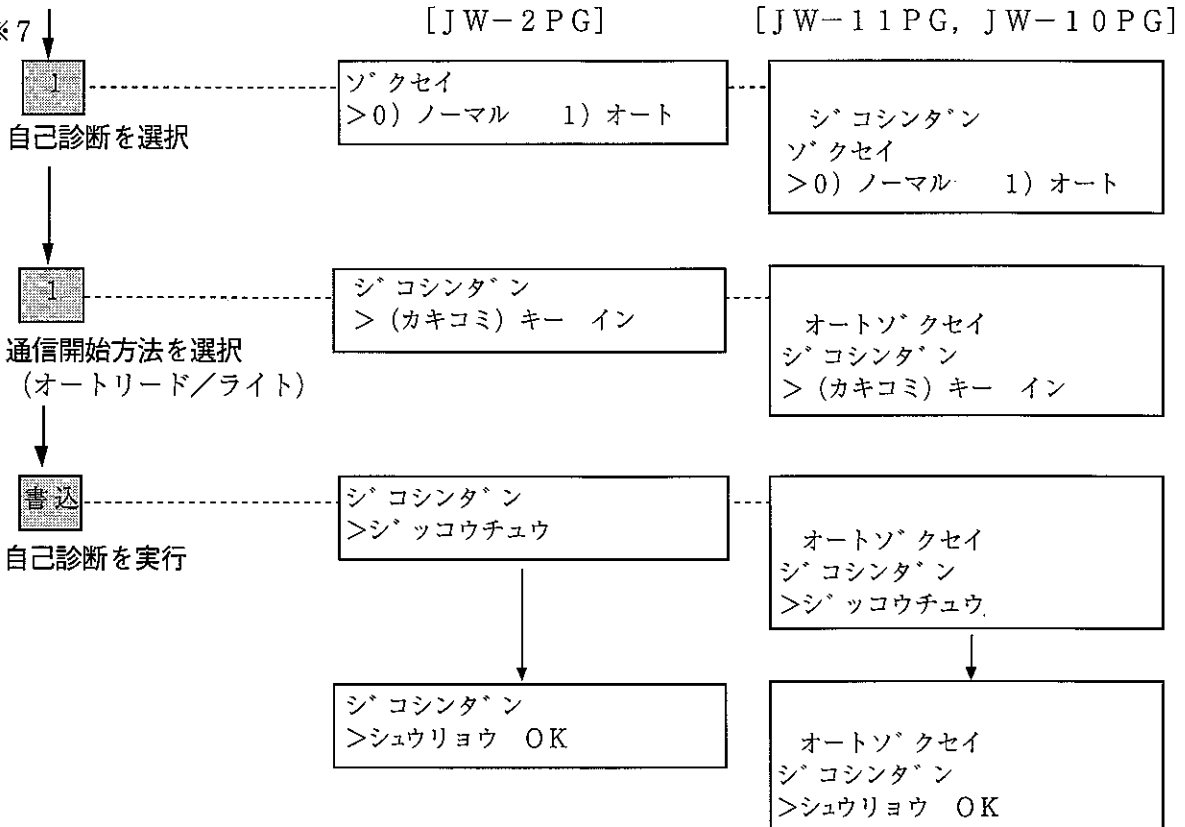 [JW－2PG]
[JW－11PG，JW－10PG]
※7
1
自己診断を選択
ゾクセイ
＞0）ノーマル　1）オート
ジコシンダン
ゾクセイ
＞0）ノーマル　1）オート
1
通信開始方法を選択
（オートリード／ライト）
ジコシンダン
＞（カキコミ）キー　イン
オートゾクセイ
ジコシンダン
＞（カキコミ）キー　イン
書込
自己診断を実行
ジコシンダン
＞ジッコウチュウ
オートゾクセイ
ジコシンダン
＞ジッコウチュウ
ジコシンダン
＞シュウリョウ　OK
オートゾクセイ
ジコシンダン
＞シュウリョウ　OK